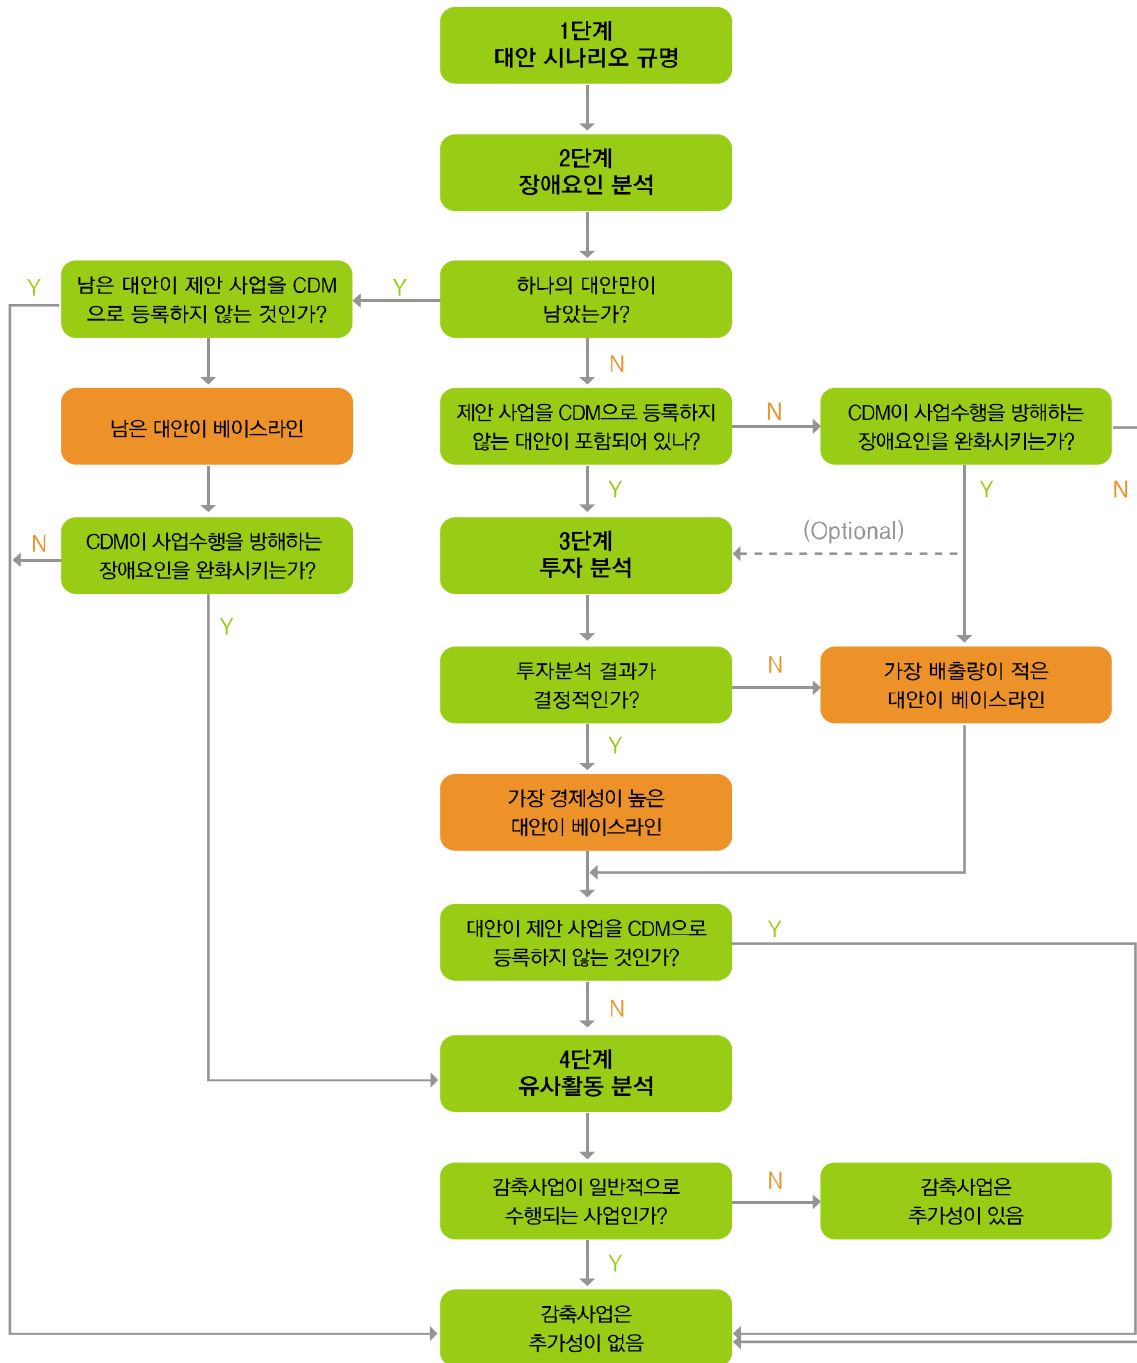 1단계
대안 시나리오 규명
2단계
장애요인 분석
Y
남은 대안이 제안 사업을 CDM
으로 등록하지 않는 것인가?
Y
하나의 대안만이
남았는가?
N
남은 대안이 베이스라인
제안 사업을 CDM으로 등록하지
않는 대안이 포함되어 있나?
N
CDM이 사업수행을 방해하는
장애요인을 완화시키는가?
Y
Y
N
N
CDM이 사업수행을 방해하는
장애요인을 완화시키는가?
Y
3단계
투자 분석
(Optional)
투자분석 결과가
결정적인가?
N
가장 배출량이 적은
대안이 베이스라인
Y
가장 경제성이 높은
대안이 베이스라인
대안이 제안 사업을 CDM으로
등록하지 않는 것인가?
Y
N
4단계
유사활동 분석
감축사업이 일반적으로
수행되는 사업인가?
N
감축사업은
추가성이 있음
Y
감축사업은
추가성이 없음